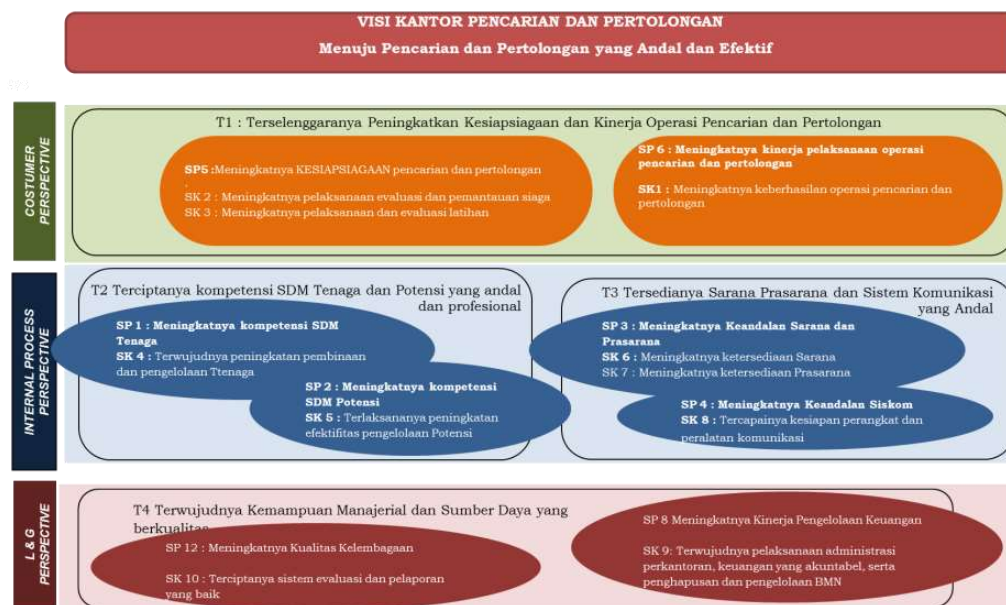 VISI KANTOR PENCARIAN DAN PERTOLONGAN
Menuju Pencarian dan Pertolongan yang Andal dan Efektif
COSTUMER
PERSPECTIVE
T1 : Terselenggaranya Peningkatkan Kesiapsiagaan dan Kinerja Operasi Pencarian dan Pertolongan
SP5 :Meningkatnya KESIAPSIAGAAN pencarian dan pertolongan
.
SK 2 : Meningkatnya pelaksanaan evaluasi dan pemantauan siaga
SK 3 : Meningkatnya pelaksanaan dan evaluasi latihan
SP 6 : Meningkatnya kinerja pelaksanaan operasi
pencarian dan pertolongan
SK1 : Meningkatnya keberhasilan operasi pencarian dan
pertolongan
INTERNAL PROCESS
PERSPECTIVE
T2 Terciptanya kompetensi SDM Tenaga dan Potensi yang andal
dan profesional
SP 1 : Meningkatnya kompetensi SDM
Tenaga
SK 4 : Terwujudnya peningkatan pembinaan
dan pengelolaan Ttenaga
SP 2 : Meningkatnya kompetensi
SDM Potensi
SK 5 : Terlaksananya peningkatan
efektifitas pengelolaan Potensi
T3 Tersedianya Sarana Prasarana dan Sistem Komunikasi
yang Andal
SP 3 : Meningkatnya Keandalan Sarana dan
Prasarana
SK 6 : Meningkatnya ketersediaan Sarana
SK 7 : Meningkatnya ketersediaan Prasarana
SP 4 : Meningkatnya Keandalan Siskom
SK 8 : Tercapainya kesiapan perangkat dan
peralatan komunikasi
L & G
PERSPECTIVE
T4 Terwujudnya Kemampuan Manajerial dan Sumber Daya yang
berkualitas
SP 12 : Meningkatnya Kualitas Kelembagaan
SK 10 : Terciptanya sistem evaluasi dan pelaporan
yang baik
SP 8 Meningkatnya Kinerja Pengelolaan Keuangan
SK 9: Terwujudnya pelaksanaan administrasi
perkantoran, keuangan yang akuntabel, serta
penghapusan dan pengelolaan BMN